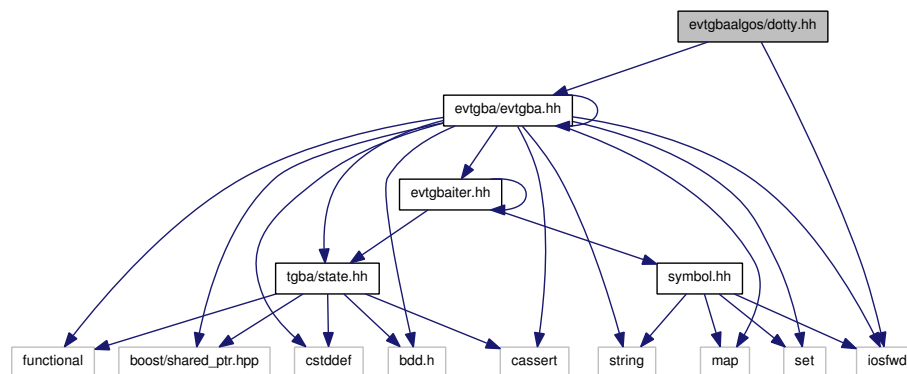 evtgbaalgos/dotty.hh
evtgba/evtgba.hh
evtgbaiter.hh
tgba/state.hh
symbol.hh
functional
boost/shared_ptr.hpp
cstddef
bdd.h
cassert
string
map
set
iosfwd